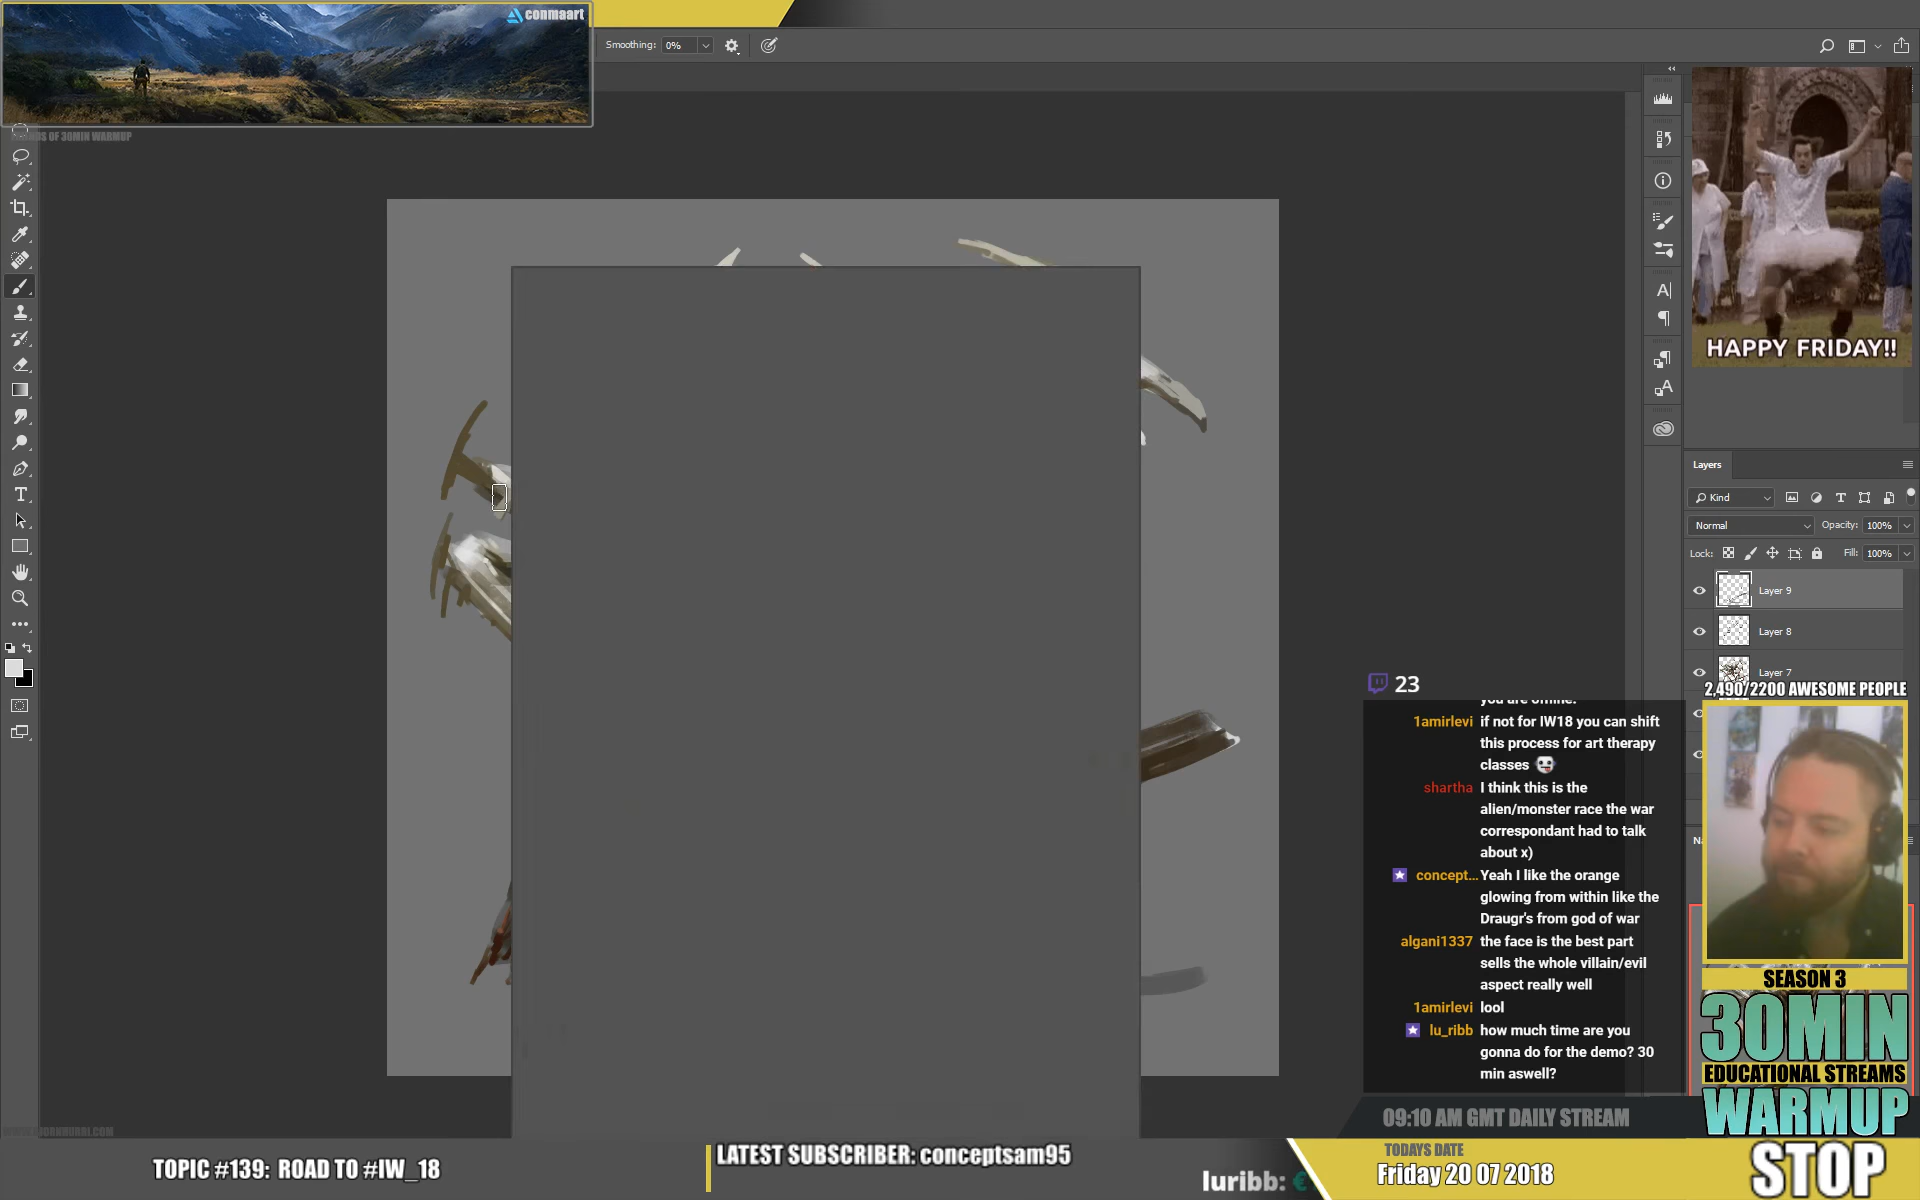 conmaart
Smoothing: 0%
OF 30MIN WARMUP
HAPPY FRIDAY!!
Layers
Kind
Normal
Opacity: 100%
Lock:
Fill: 100%
Layer 9
Layer 8
Layer 7
2,490/2200 AWESOME PEOPLE
23
you are offline.
1amirlevi if not for IW18 you can shift
this process for art therapy
classes
shartha I think this is the
alien/monster race the war
correspondant had to talk
about x)
concept... Yeah I like the orange
glowing from within like the
Draugr's from god of war
algani1337 the face is the best part
sells the whole villain/evil
aspect really well
1amirlevi lool
lu_ribb how much time are you
gonna do for the demo? 30
min aswell?
SEASON 3
30MIN
EDUCATIONAL STREAMS
WARMUP
STOP
09:10 AM GMT DAILY STREAM
TODAYS DATE
Friday 20 07 2018
TOPIC #139: ROAD TO #IW_18
LATEST SUBSCRIBER: conceptsam95
luribb: €